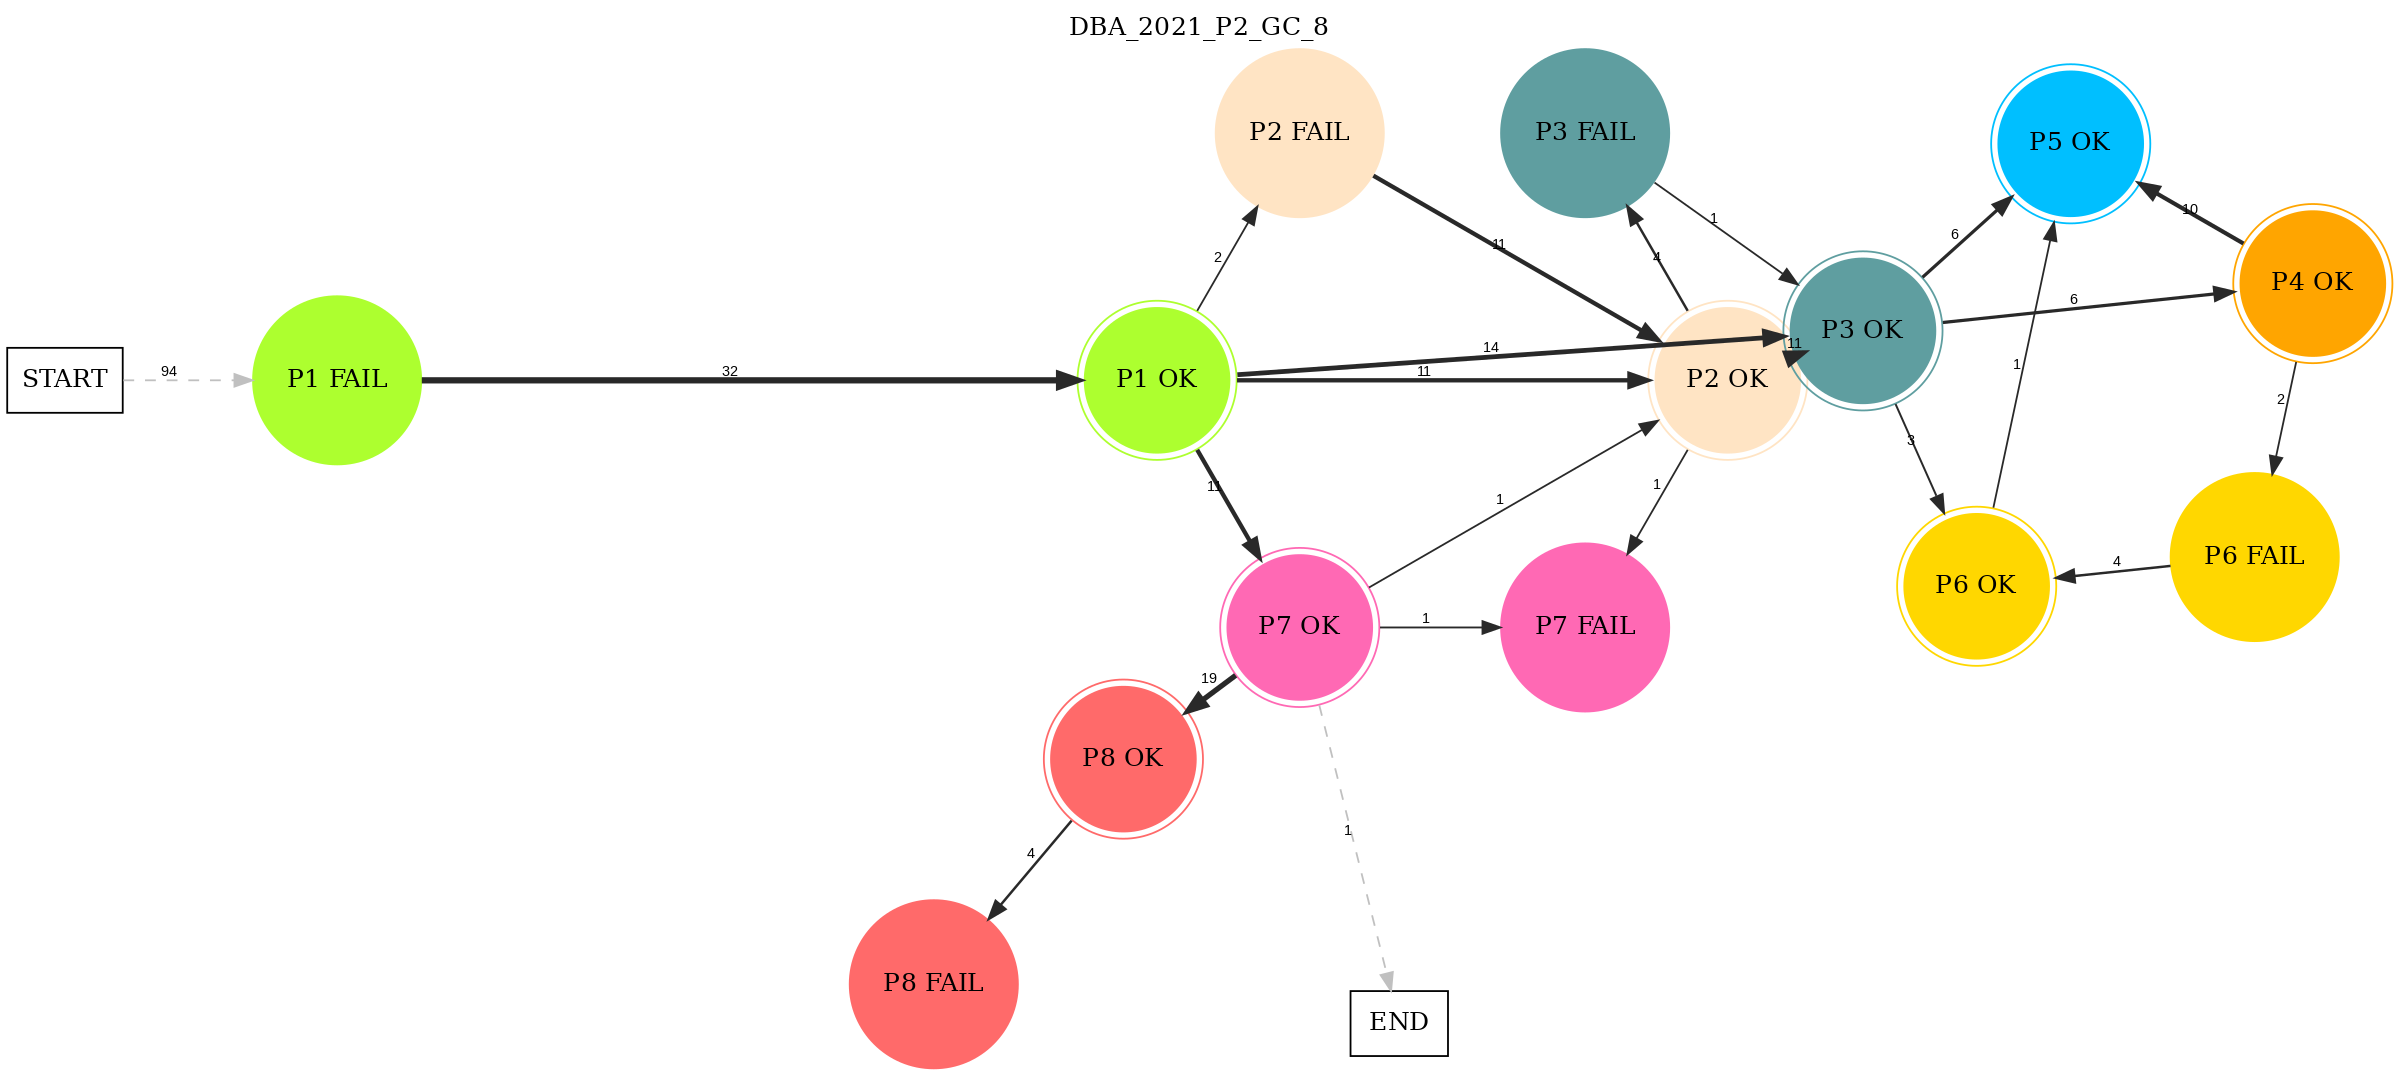 DBA_2021_P2_GC_8
P2 FAIL
P3 FAIL
P5 OK
10
1
6
11
2
4
P4 OK
6
P3 OK
14
11
START
94
P1 FAIL
32
P1 OK
11
P2 OK
1
2
3
11
1
1
P6 FAIL
4
P6 OK
P7 OK
1
P7 FAIL
19
P8 OK
1
4
P8 FAIL
END